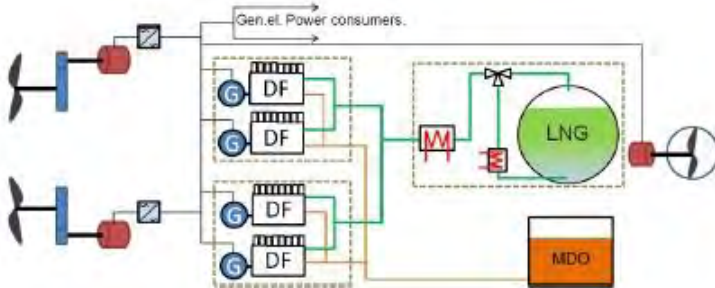 Gen.el. Power consumers.
G DF
G DF
LNG
G DF
G DF
MDO